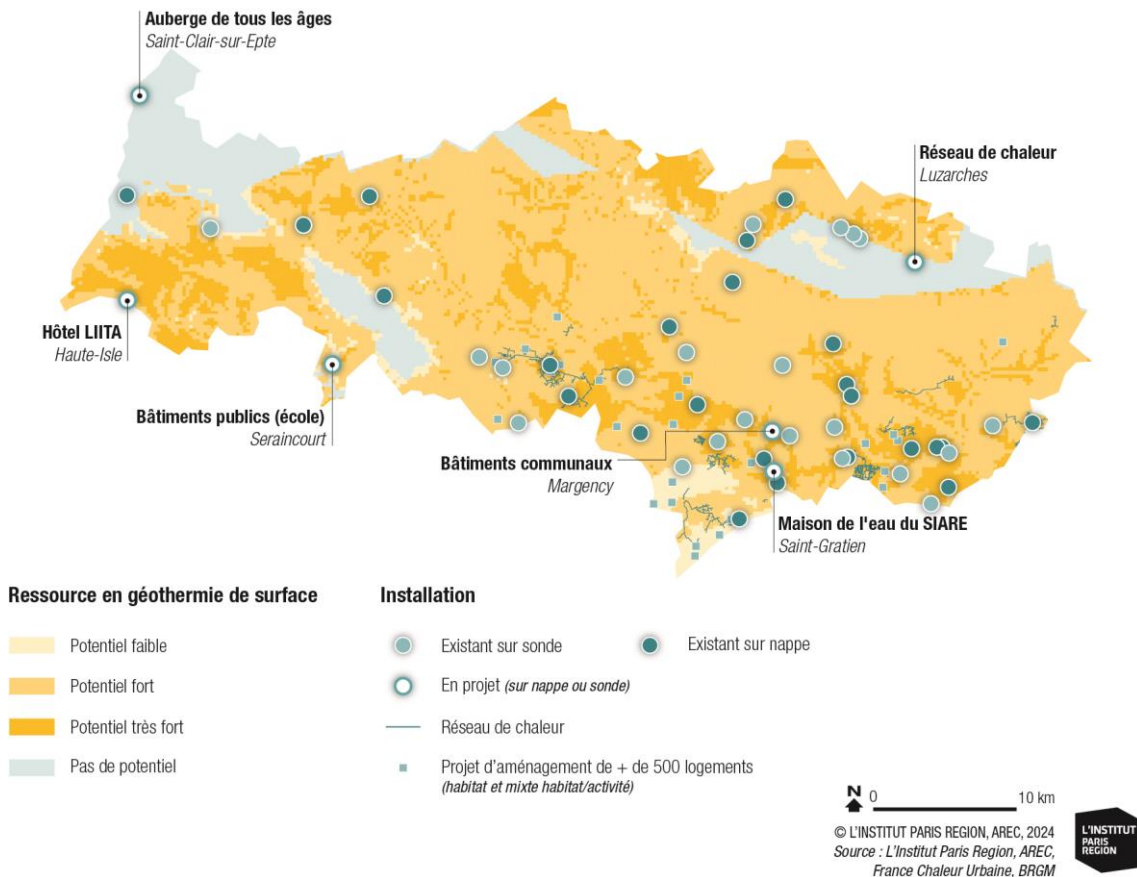 Auberge de tous les âges
Saint-Clair-sur-Epte
Réseau de chaleur
Luzarches
Hôtel LIITA
Haute-Isle
Bâtiments publics (école)
Seraincourt
Bâtiments communaux
Margency
Maison de l'eau du SIARE
Saint-Gratien
Ressource en géothermie de surface
Potentiel faible
Potentiel fort
Potentiel très fort
Pas de potentiel
Installation
Existant sur sonde
Existant sur nappe
En projet (sur nappe ou sonde)
Réseau de chaleur
Projet d'aménagement de + de 500 logements
(habitat et mixte habitat/activité)
N 0 10 km
© L'INSTITUT PARIS REGION, AREC, 2024
Source : L'Institut Paris Region, AREC,
France Chaleur Urbaine, BRGM
L'INSTITUT
PARIS
REGION